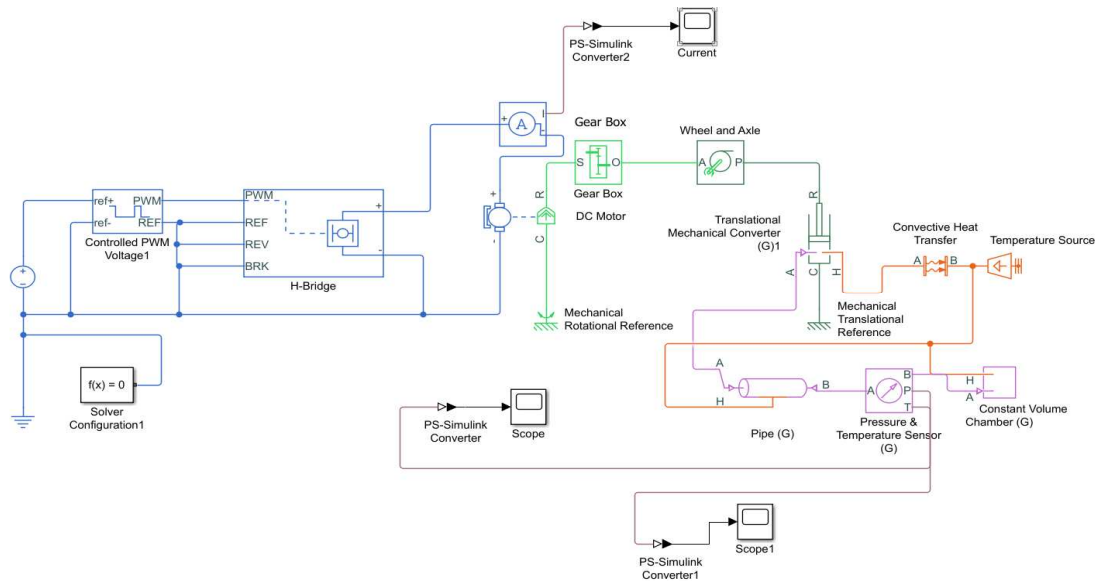 PS-Simulink
Converter2
Current
I
+
A
-
Gear Box
S
O
Gear Box
Wheel and Axle
A
P
ref+
PWM
ref-
REF
Controlled PWM
Voltage1
PWM
REF
REV
BRK
+
-
H-Bridge
+
-
+
-
R
C
DC Motor
Mechanical
Rotational Reference
R
Translational
Mechanical Converter
(G)1
A
C
H
Mechanical
Translational
Reference
Convective Heat
Transfer
A
B
Temperature Source
f(x) = 0
Solver
Configuration1
PS-Simulink
Converter
Scope
A
H
B
Pipe (G)
A
B
P
T
Pressure &
Temperature Sensor
(G)
H
A
Constant Volume
Chamber (G)
PS-Simulink
Converter1
Scope1